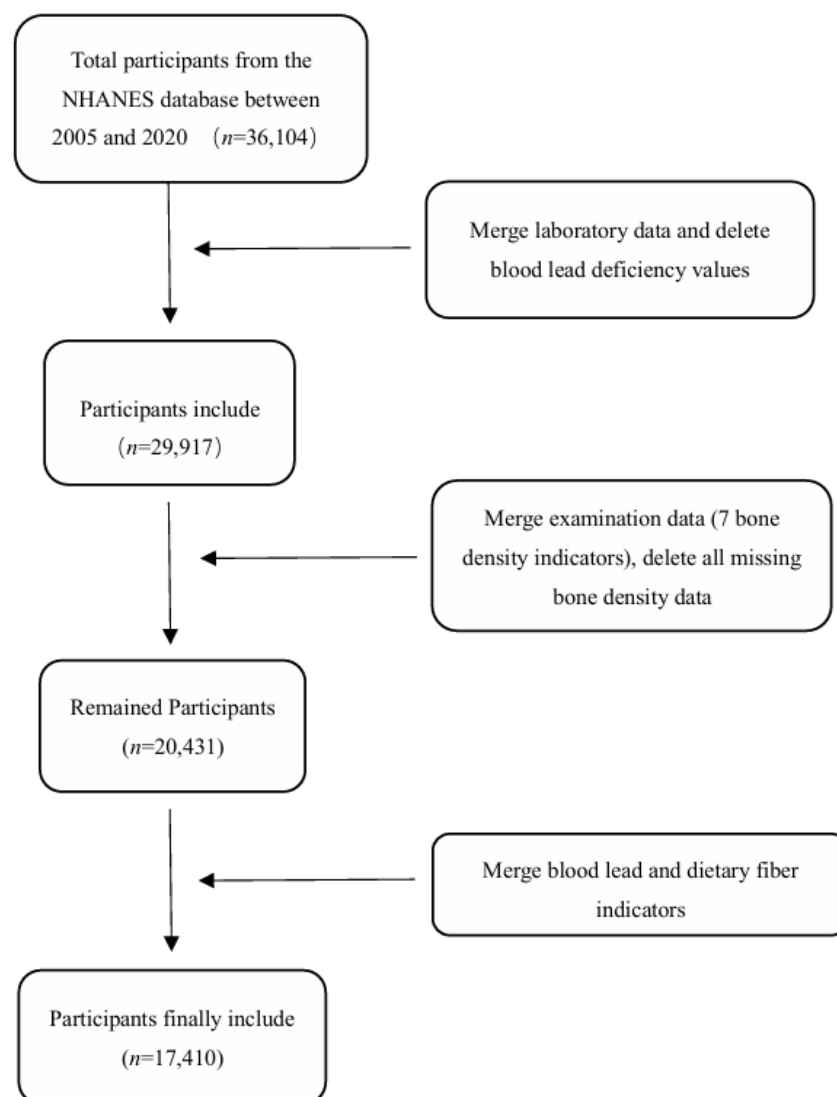 Total participants from the
NHANES database between
2005 and 2020 （n=36,104）
Merge laboratory data and delete
blood lead deficiency values
Participants include
（n=29,917）
Merge examination data (7 bone
density indicators), delete all missing
bone density data
Remained Participants
(n=20,431)
Merge blood lead and dietary fiber
indicators
Participants finally include
(n=17,410)